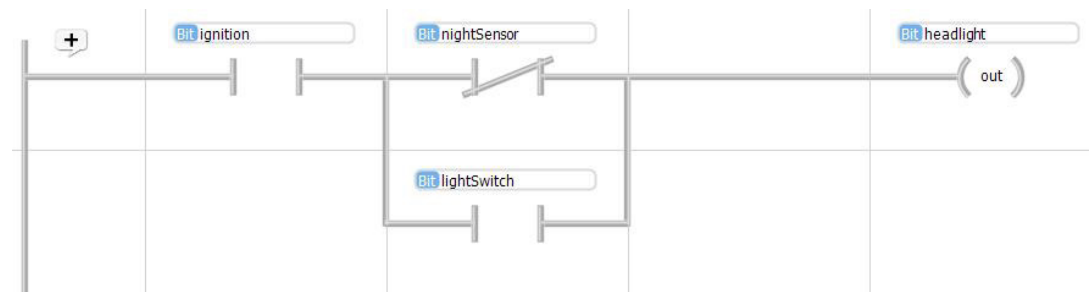 +
Bit ignition
Bit nightSensor
Bit headlight
out
Bit lightSwitch